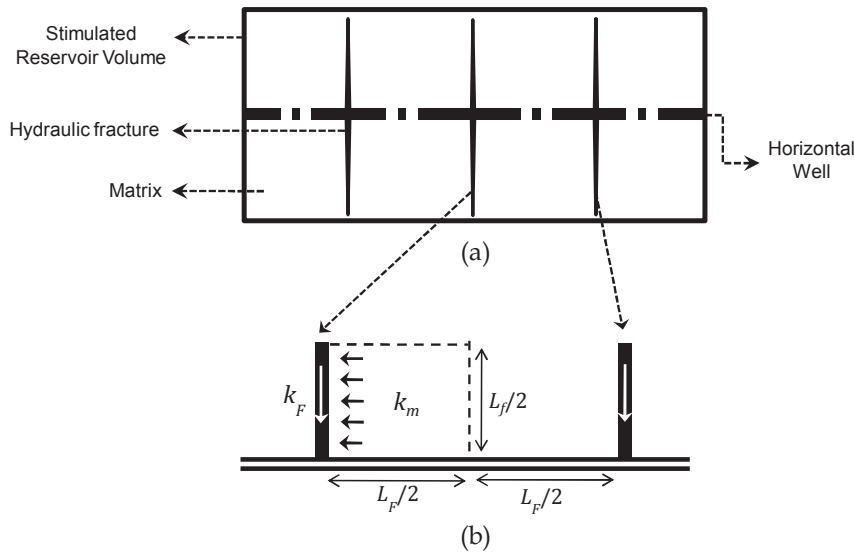 Stimulated
Reservoir Volume
Hydraulic fracture
Matrix
Horizontal
Well
(a)
k_F
k_m
L_f/2
L_F/2
L_F/2
(b)